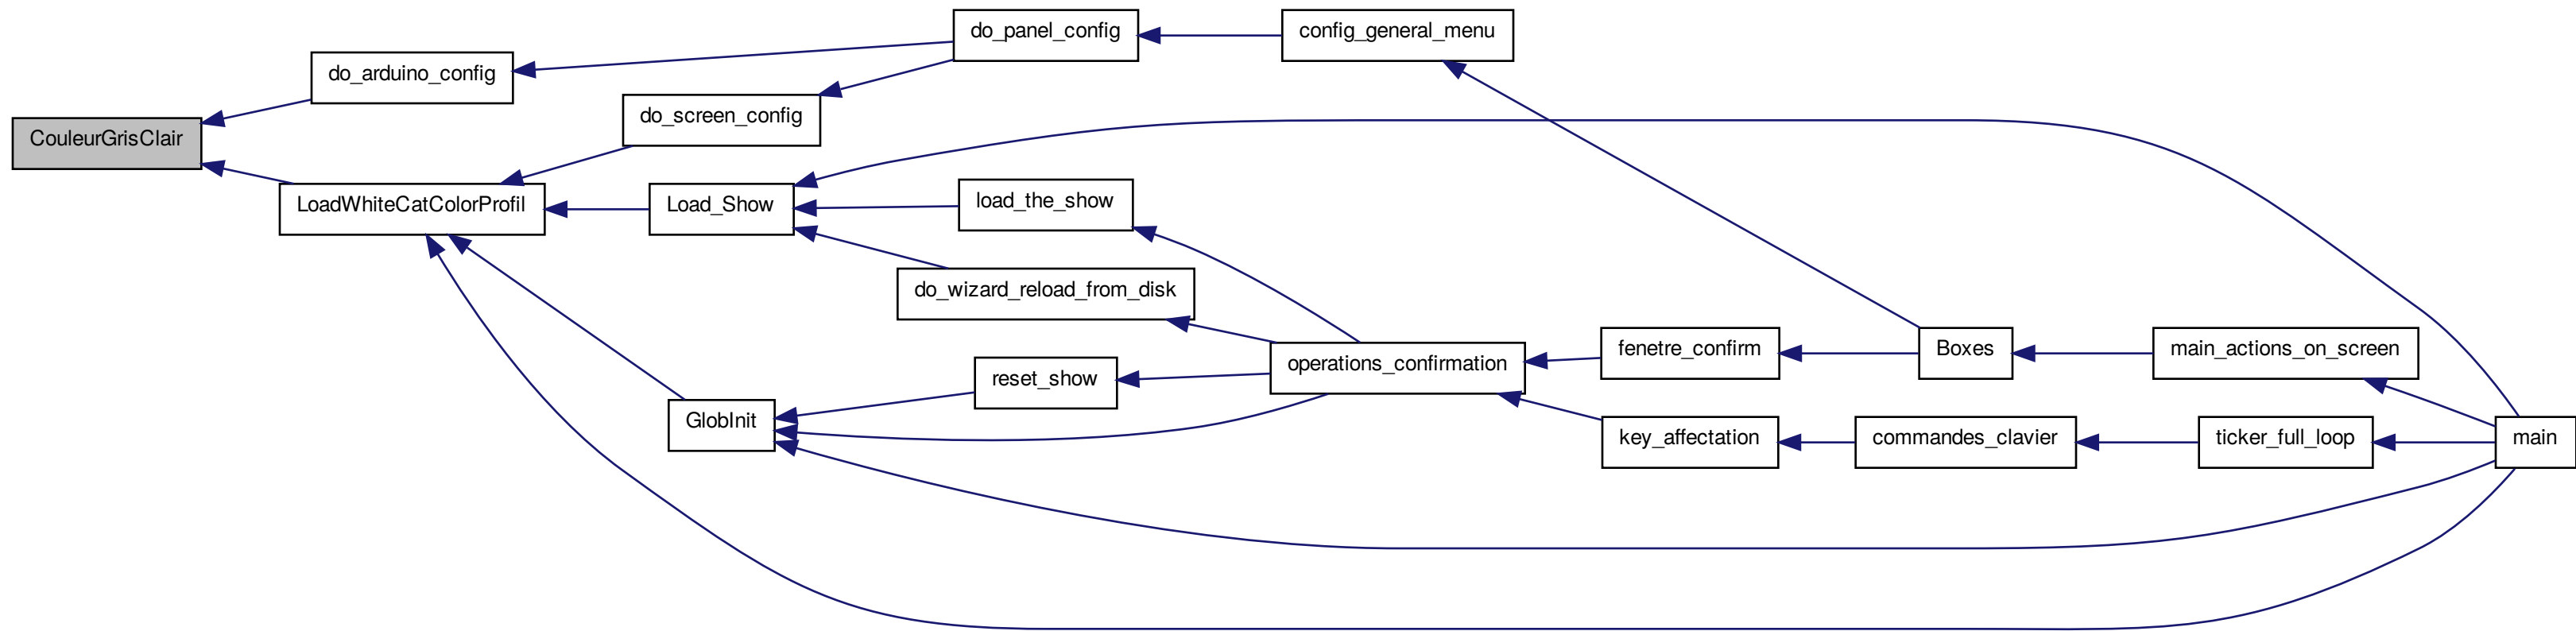 do_panel_config
config_general_menu
do_arduino_config
do_screen_config
CouleurGrisClair
LoadWhiteCatColorProfil
Load_Show
load_the_show
do_wizard_reload_from_disk
fenetre_confirm
Boxes
main_actions_on_screen
operations_confirmation
reset_show
GlobInit
key_affectation
commandes_clavier
ticker_full_loop
main